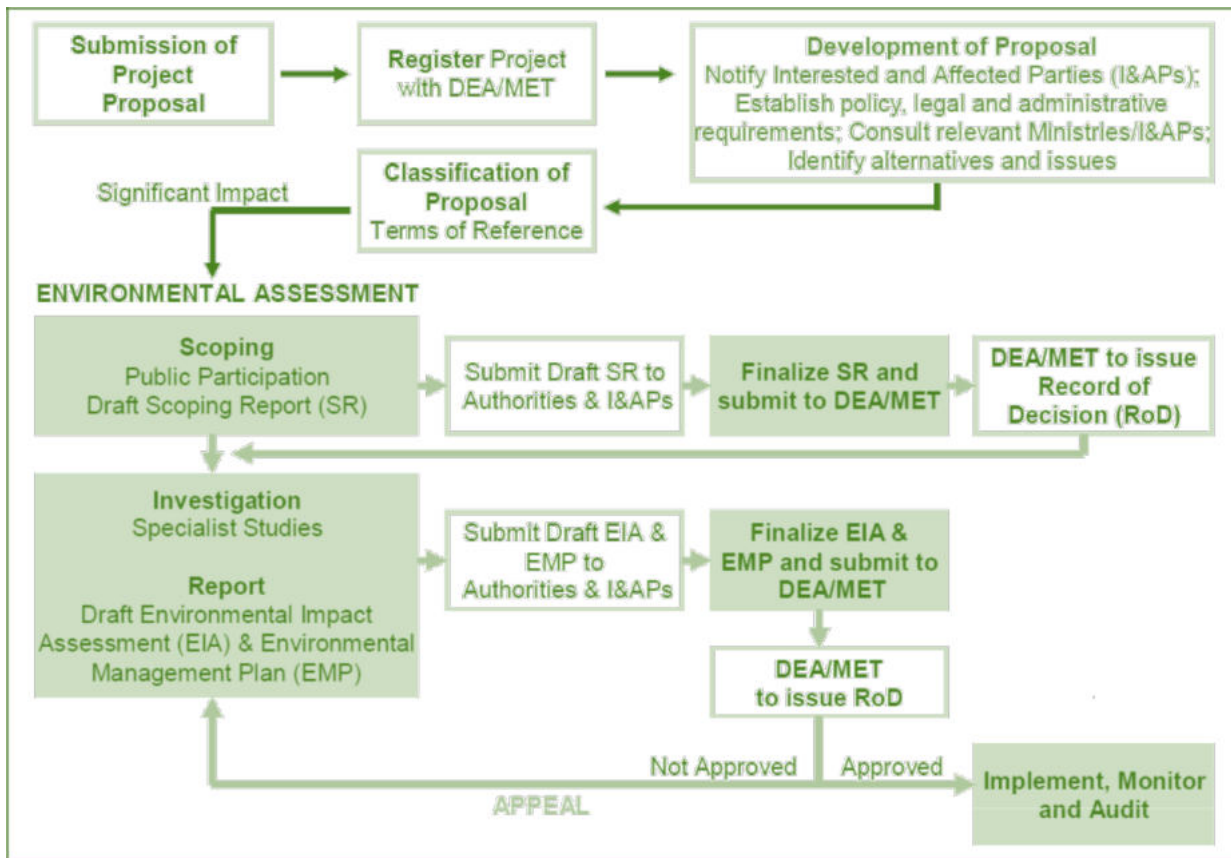 Submission of
Project
Proposal
Register Project
with DEA/MET
Development of Proposal
Notify Interested and Affected Parties (I&APs);
Establish policy, legal and administrative
requirements; Consult relevant Ministries/I&APs;
Identify alternatives and issues
Significant Impact
Classification of
Proposal
Terms of Reference
ENVIRONMENTAL ASSESSMENT
Scoping
Public Participation
Draft Scoping Report (SR)
Submit Draft SR to
Authorities & I&APs
Finalize SR and
submit to DEA/MET
DEA/MET to issue
Record of
Decision (RoD)
Investigation
Specialist Studies
Report
Draft Environmental Impact
Assessment (EIA) & Environmental
Management Plan (EMP)
Submit Draft EIA &
EMP to
Authorities & I&APs
Finalize EIA &
EMP and submit to
DEA/MET
DEA/MET
to issue RoD
Not Approved
Approved
APPEAL
Implement, Monitor
and Audit